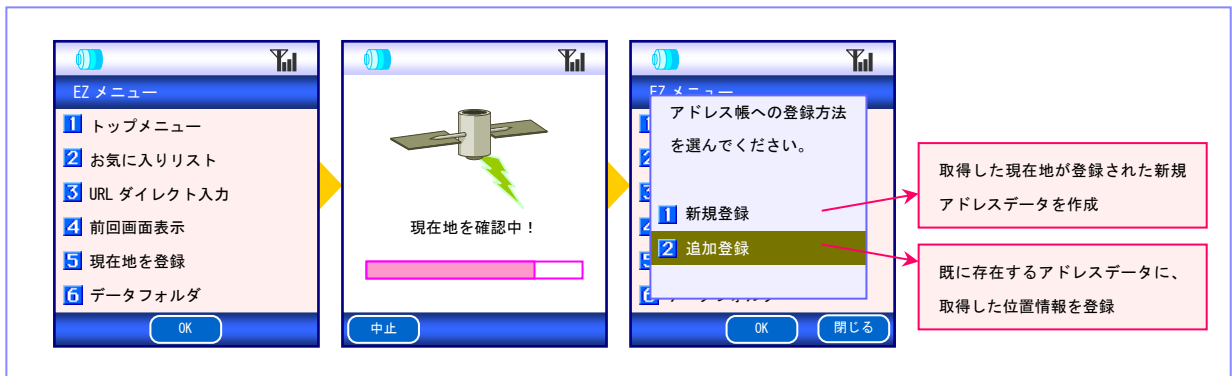 EZ メニュー
1 トップメニュー
2 お気に入りリスト
3 URL ダイレクト入力
4 前回画面表示
5 現在地を登録
6 データフォルダ
OK
現在地を確認中！
中止
EZ メニュー
アドレス帳への登録方法
を選んでください。
1 新規登録
2 追加登録
OK
閉じる
取得した現在地が登録された新規
アドレスデータを作成
既に存在するアドレスデータに、
取得した位置情報を登録